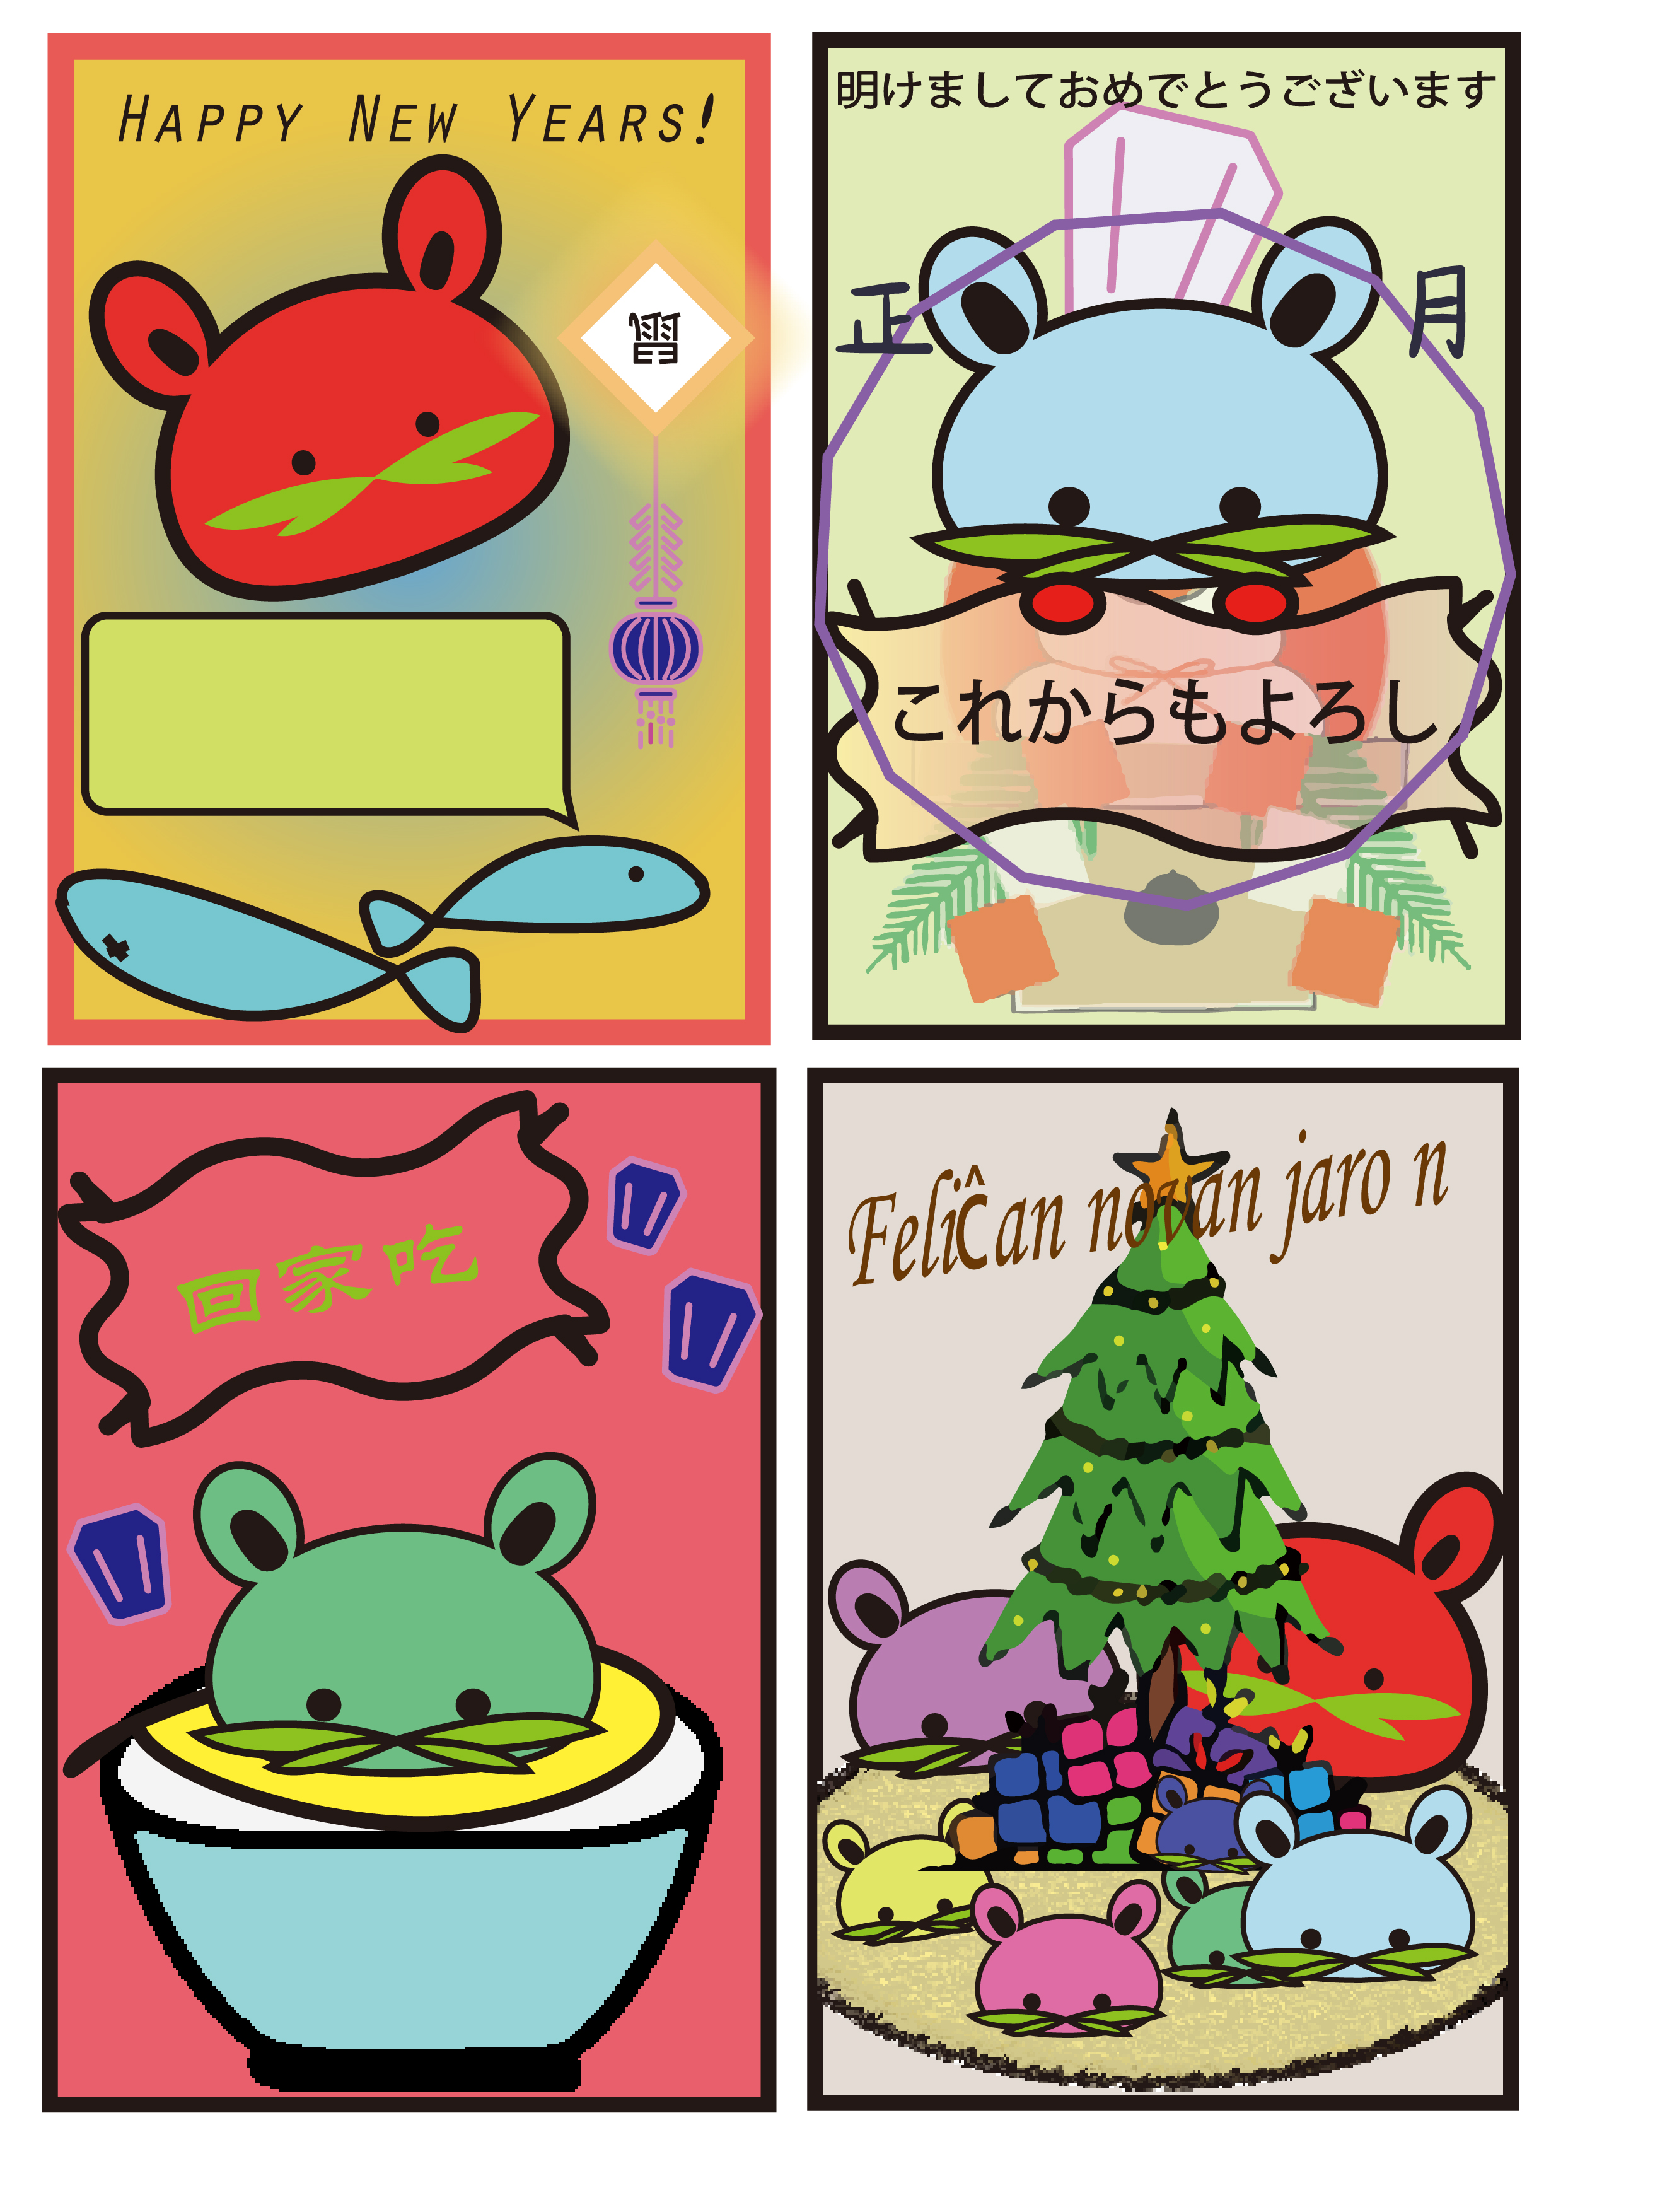 HAPPY NEW YEARS!
鼠
明けましておめでとうございます
正月
これからもよろし
回家吃
Feliĉan novan jaro n